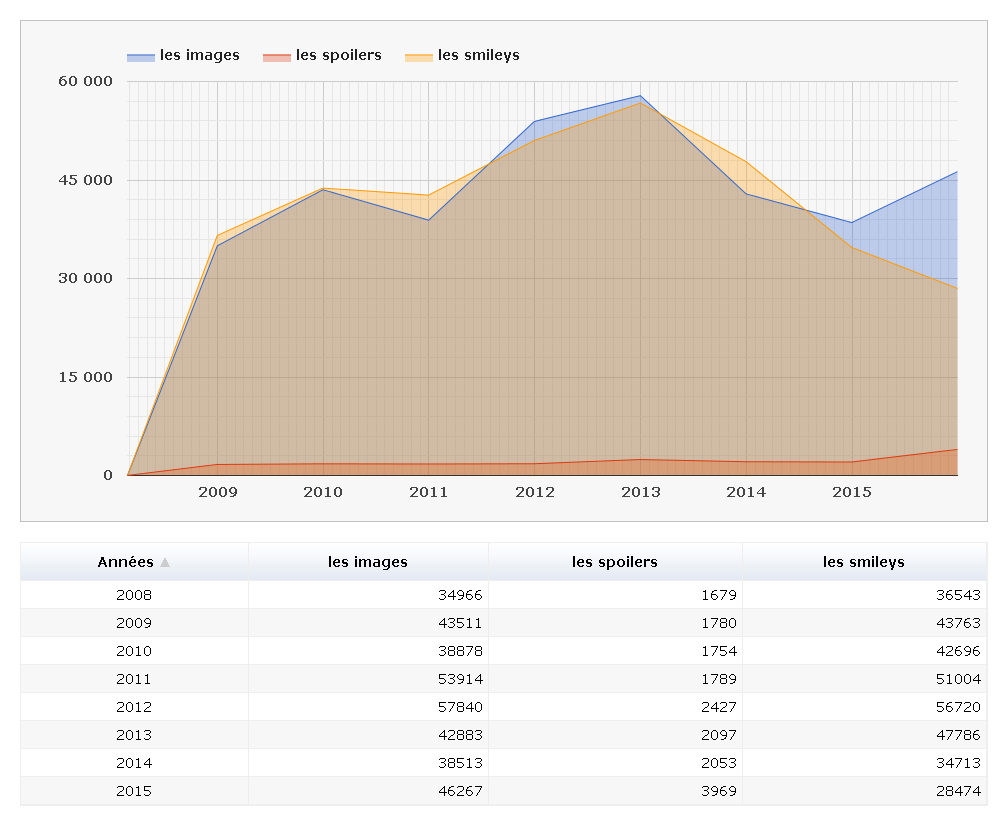 les images les spoilers les smileys
60 000
45 000
30 000
15 000
0
2009 2010 2011 2012 2013 2014 2015
Années les images les spoilers les smileys
2008 34966 1679 36543
2009 43511 1780 43763
2010 38878 1754 42696
2011 53914 1789 51004
2012 57840 2427 56720
2013 42883 2097 47786
2014 38513 2053 34713
2015 46267 3969 28474